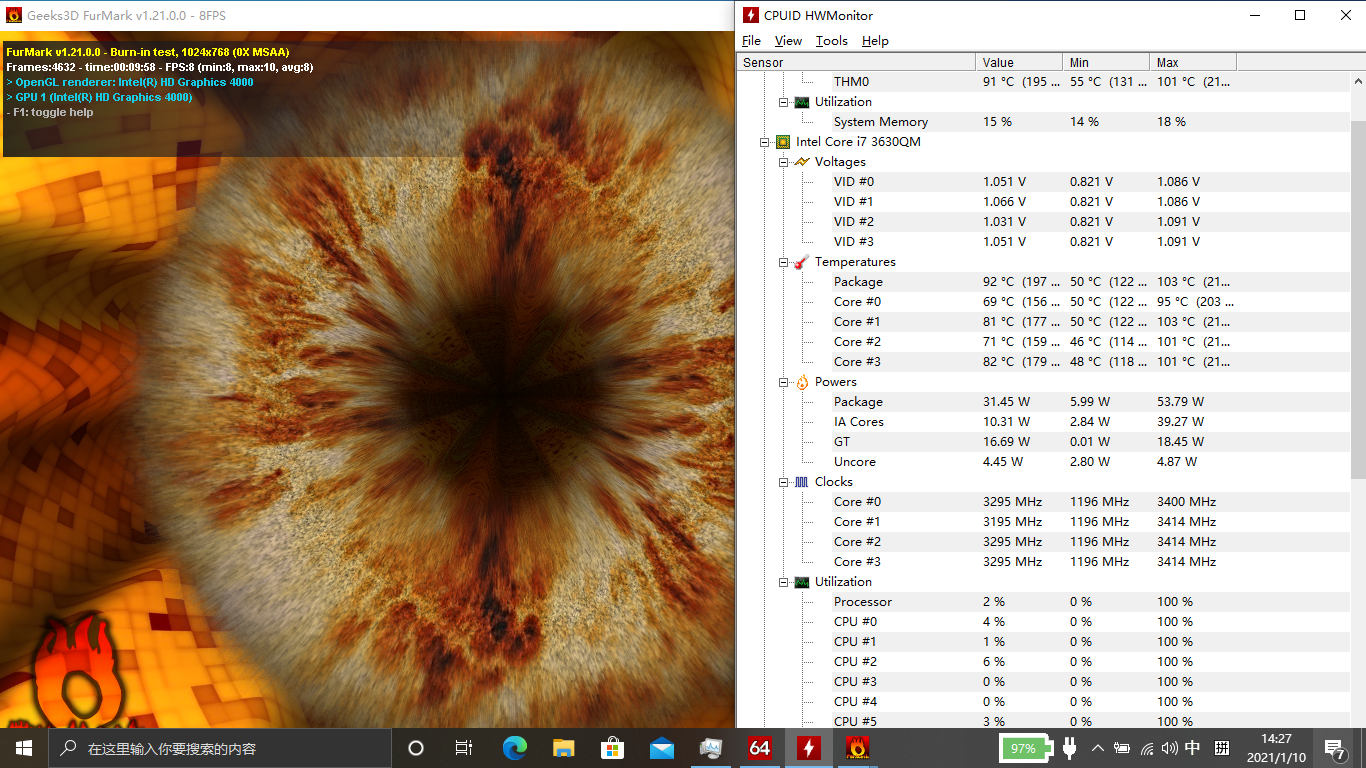 Geeks3D FurMark v1.21.0.0 - 8FPS
FurMark v1.21.0.0 - Burn-in test, 1024x768 (0X MSAA)
Frames:4632 - time:00:09:58 - FPS:8 (min:8, max:10, avg:8)
> OpenGL renderer: Intel(R) HD Graphics 4000
> GPU 1 (Intel(R) HD Graphics 4000)
- F1: toggle help
CPUID HWMonitor
File View Tools Help
Sensor Value Min Max
THM0 91 °C (195 ... 55 °C (131 ... 101 °C (21...
Utilization
System Memory 15 % 14 % 18 %
Intel Core i7 3630QM
Voltages
VID #0 1.051 V 0.821 V 1.086 V
VID #1 1.066 V 0.821 V 1.086 V
VID #2 1.031 V 0.821 V 1.091 V
VID #3 1.051 V 0.821 V 1.091 V
Temperatures
Package 92 °C (197 ... 50 °C (122 ... 103 °C (21...
Core #0 69 °C (156 ... 50 °C (122 ... 95 °C (203 ...
Core #1 81 °C (177 ... 50 °C (122 ... 103 °C (21...
Core #2 71 °C (159 ... 46 °C (114 ... 101 °C (21...
Core #3 82 °C (179 ... 48 °C (118 ... 101 °C (21...
Powers
Package 31.45 W 5.99 W 53.79 W
IA Cores 10.31 W 2.84 W 39.27 W
GT 16.69 W 0.01 W 18.45 W
Uncore 4.45 W 2.80 W 4.87 W
Clocks
Core #0 3295 MHz 1196 MHz 3400 MHz
Core #1 3195 MHz 1196 MHz 3414 MHz
Core #2 3295 MHz 1196 MHz 3414 MHz
Core #3 3295 MHz 1196 MHz 3414 MHz
Utilization
Processor 2 % 0 % 100 %
CPU #0 4 % 0 % 100 %
CPU #1 1 % 0 % 100 %
CPU #2 6 % 0 % 100 %
CPU #3 0 % 0 % 100 %
CPU #4 0 % 0 % 100 %
CPU #5 3 % 0 % 100 %
在这里输入你要搜索的内容
64
97%
中
拼
14:27
2021/1/10
7